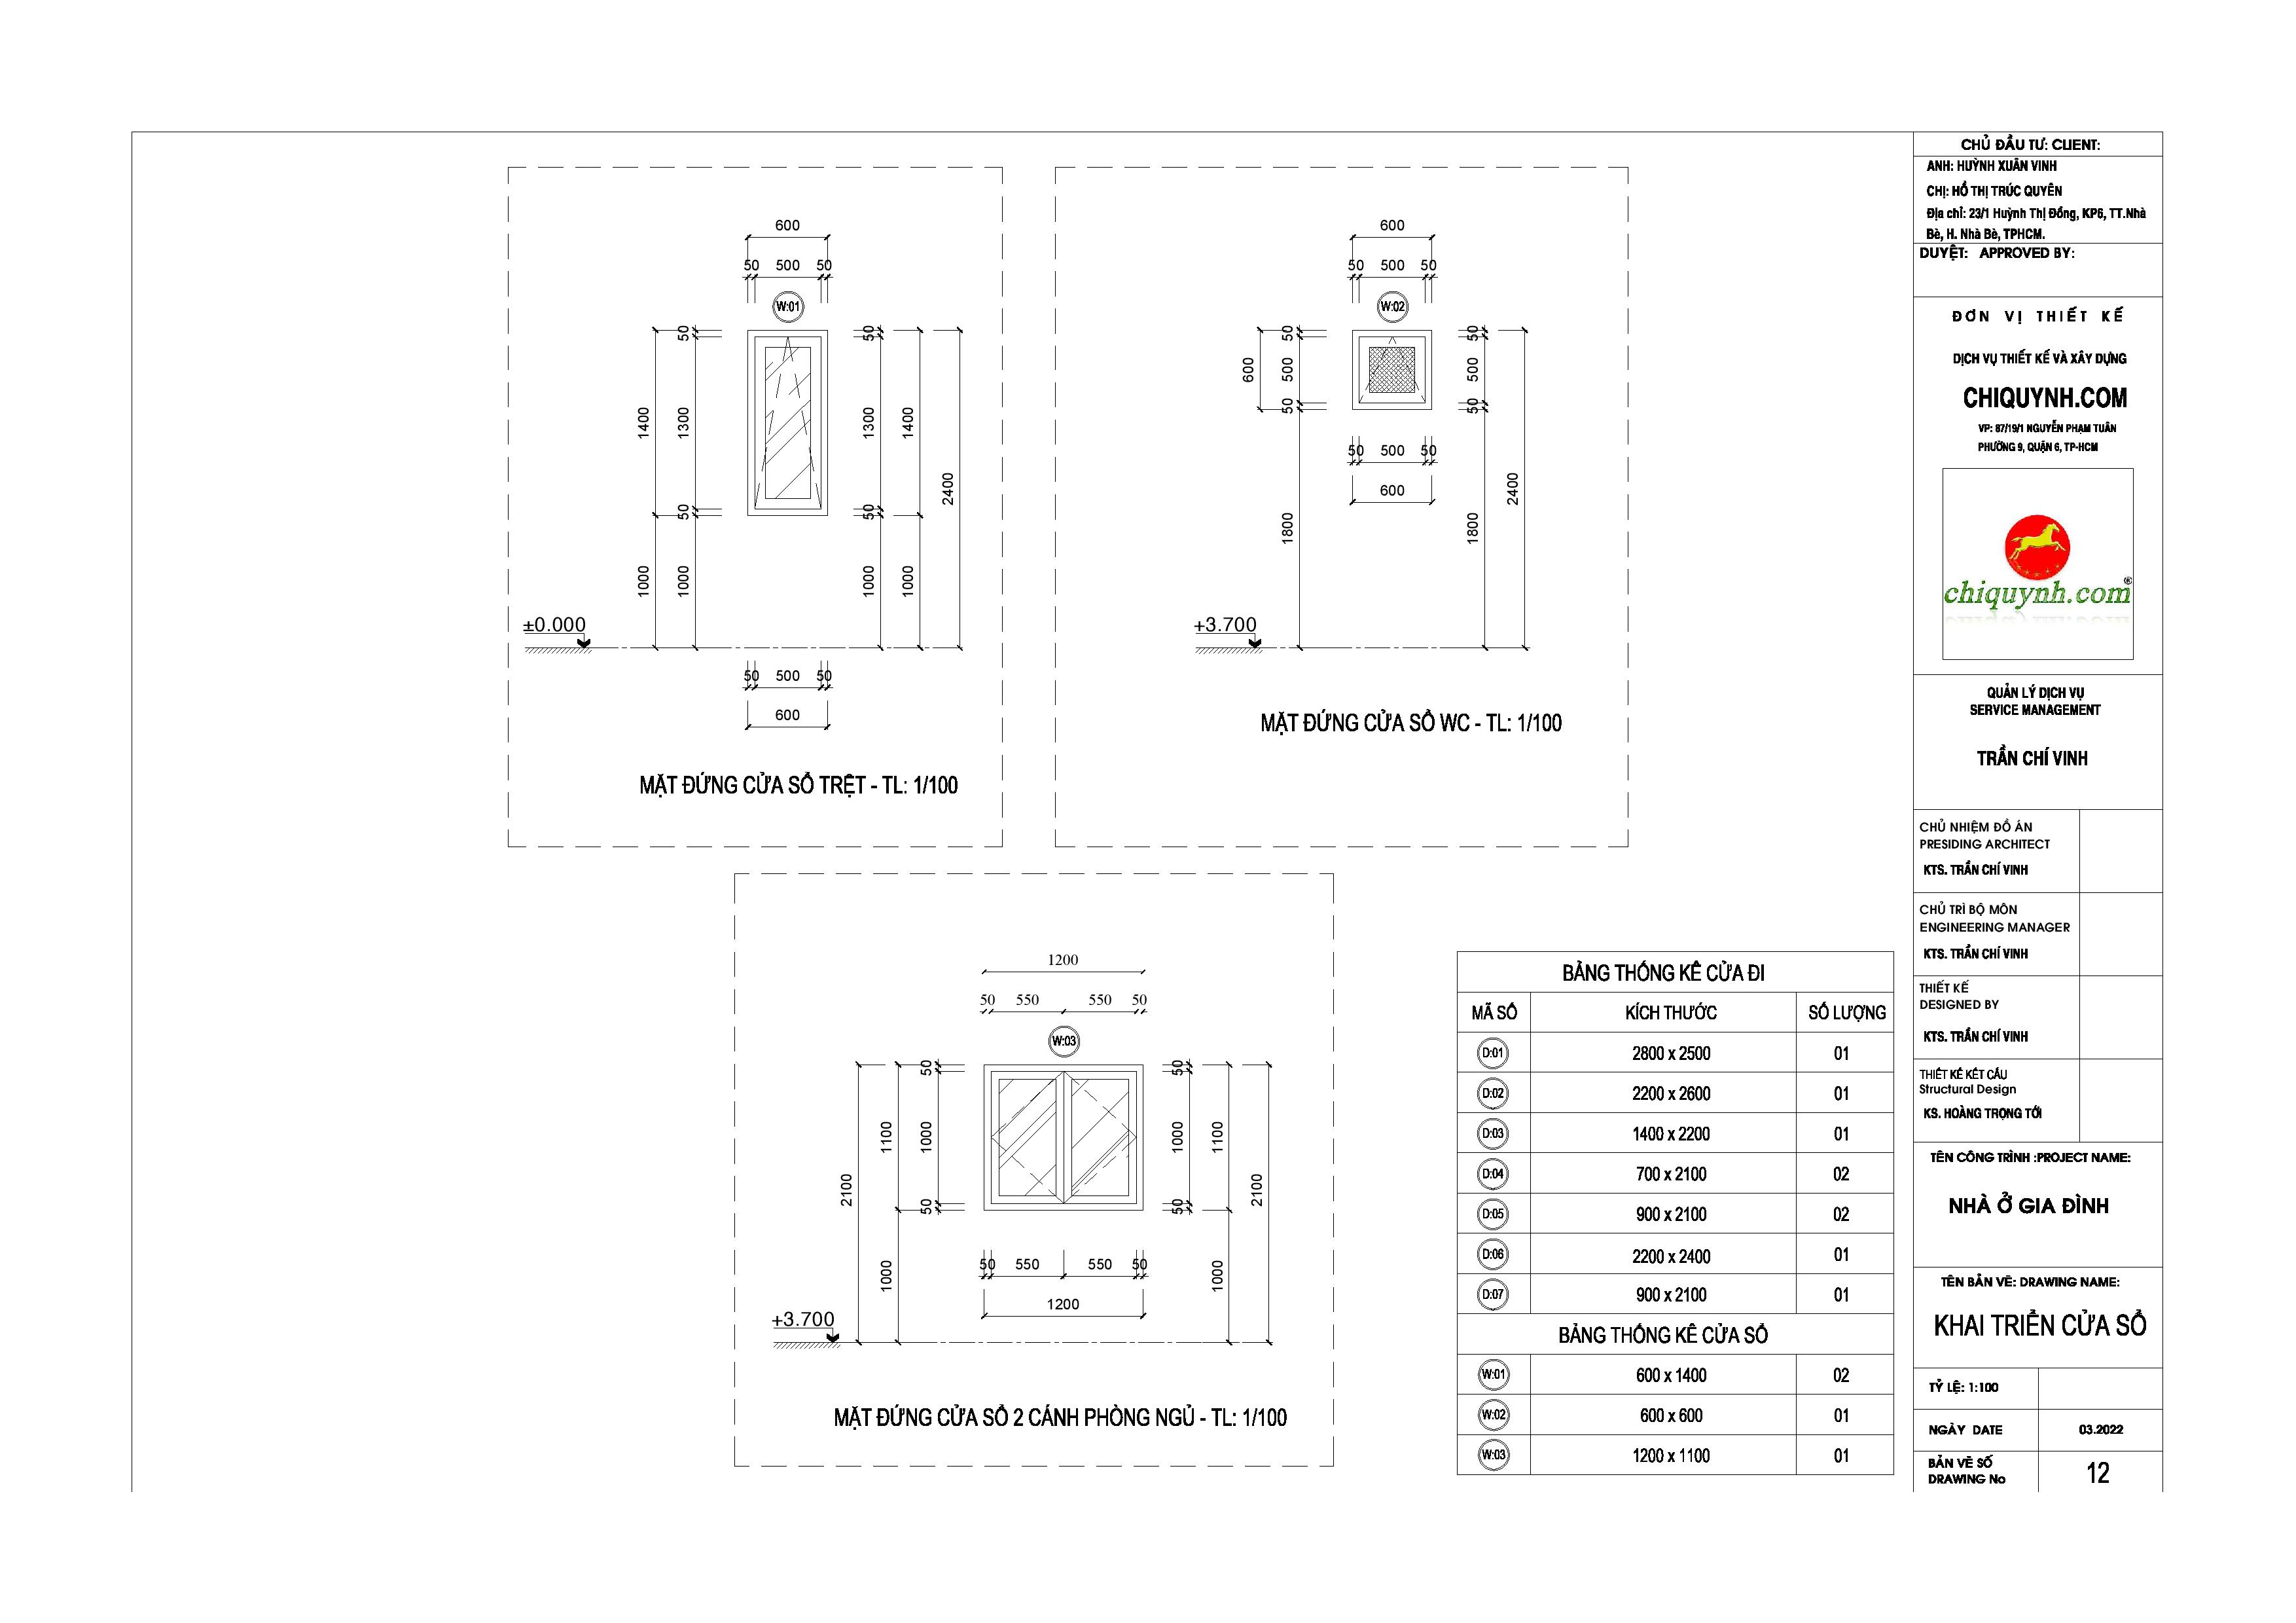 600
50 500 50
W:01
50
1300
50
1400
1000
1000
50
1300
50
1400
1000
1000
2400
±0.000
50 500 50
600
MẶT ĐỨNG CỬA SỔ TRỆT - TL: 1/100
600
50 500 50
W:02
600
50
500
50
1800
50
500
50
1800
2400
50 500 50
600
+3.700
MẶT ĐỨNG CỬA SỔ WC - TL: 1/100
1200
50 550 550 50
W:03
2100
1100
1000
50
1000
50
50
1000
50
1100
1000
2100
50 550 550 50
1200
+3.700
MẶT ĐỨNG CỬA SỔ 2 CÁNH PHÒNG NGỦ - TL: 1/100
BẢNG THỐNG KÊ CỬA ĐI
MÃ SỐ KÍCH THƯỚC SỐ LƯỢNG
D:01 2800 x 2500 01
D:02 2200 x 2600 01
D:03 1400 x 2200 01
D:04 700 x 2100 02
D:05 900 x 2100 02
D:06 2200 x 2400 01
D:07 900 x 2100 01
BẢNG THỐNG KÊ CỬA SỔ
W:01 600 x 1400 02
W:02 600 x 600 01
W:03 1200 x 1100 01
CHỦ ĐẦU TƯ: CLIENT:
ANH: HUỲNH XUÂN VINH
CHỊ: HỒ THỊ TRÚC QUYÊN
Địa chỉ: 23/1 Huỳnh Thị Đồng, KP6, TT.Nhà
Bè, H. Nhà Bè, TPHCM.
DUYỆT: APPROVED BY:
ĐƠN VỊ THIẾT KẾ
DỊCH VỤ THIẾT KẾ VÀ XÂY DỰNG
CHIQUYNH.COM
VP: 87/19/1 NGUYỄN PHẠM TUÂN
PHƯỜNG 9, QUẬN 6, TP-HCM
chiquynh.com®
QUẢN LÝ DỊCH VỤ
SERVICE MANAGEMENT
TRẦN CHÍ VINH
CHỦ NHIỆM ĐỒ ÁN
PRESIDING ARCHITECT
KTS. TRẦN CHÍ VINH
CHỦ TRÌ BỘ MÔN
ENGINEERING MANAGER
KTS. TRẦN CHÍ VINH
THIẾT KẾ
DESIGNED BY
KTS. TRẦN CHÍ VINH
THIẾT KẾ KẾT CẤU
Structural Design
KS. HOÀNG TRỌNG TỚI
TÊN CÔNG TRÌNH :PROJECT NAME:
NHÀ Ở GIA ĐÌNH
TÊN BẢN VẼ: DRAWING NAME:
KHAI TRIỂN CỬA SỔ
TỶ LỆ: 1:100
NGÀY DATE 03.2022
BẢN VẼ SỐ
DRAWING No 12